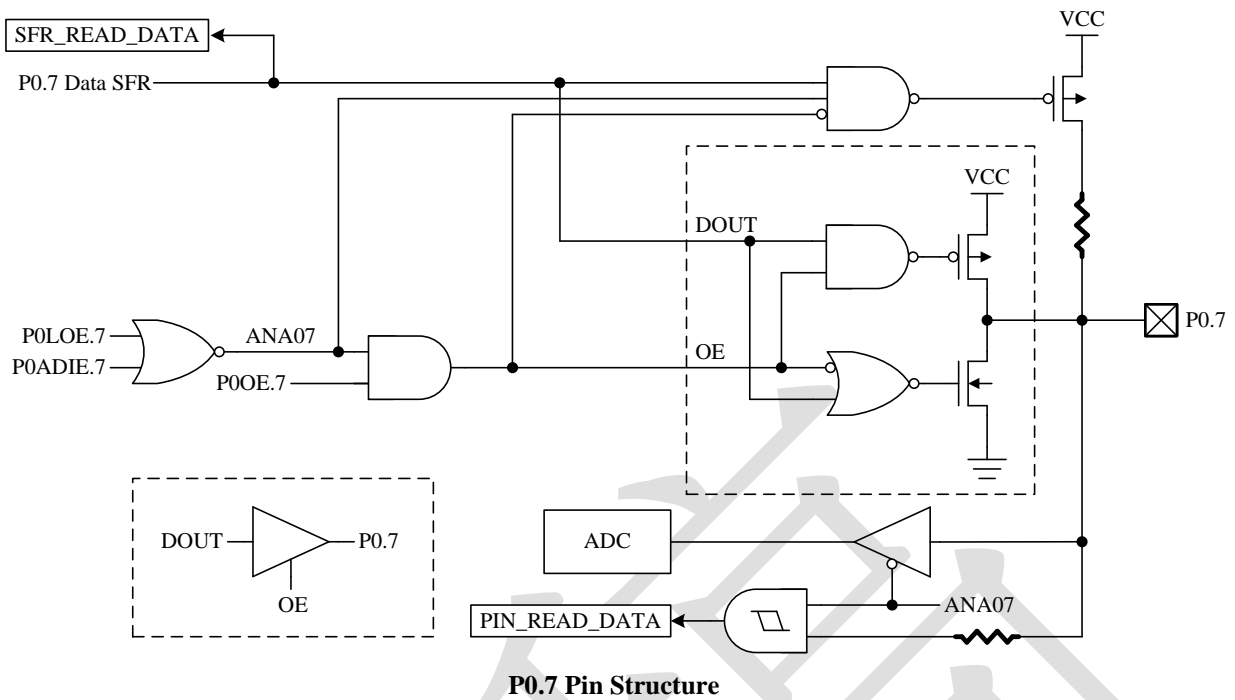 VCC
SFR_READ_DATA
P0.7 Data SFR
VCC
DOUT
P0LOE.7
ANA07
P0.7
P0ADIE.7
P0OE.7
OE
DOUT
P0.7
OE
ADC
ANA07
PIN_READ_DATA
P0.7 Pin Structure